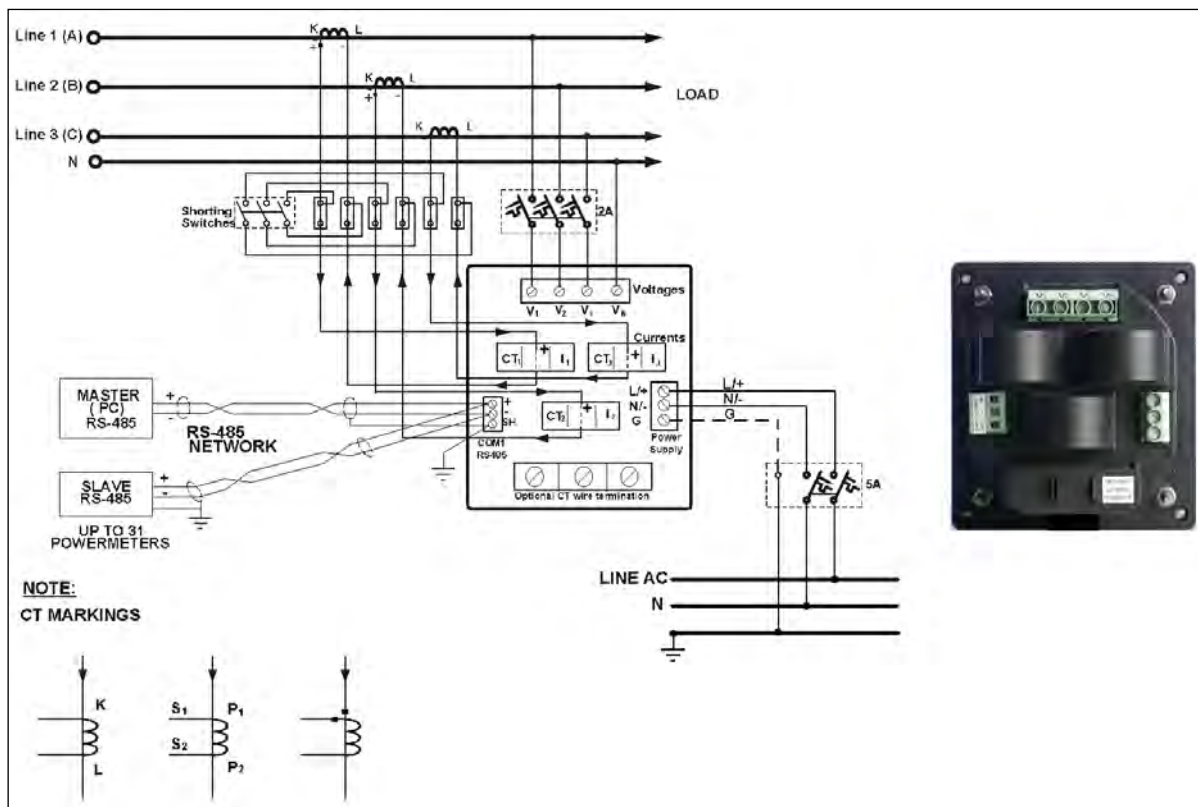 Line 1 (A)
K L
+ -
Line 2 (B)
K L
+ -
LOAD
Line 3 (C)
K L
N
Shorting
Switches
2A
Voltages
V1 V2 V3 VN
Currents
CT1 + I1
CT3 + I3
MASTER
(PC)
RS-485
+
-
RS-485
NETWORK
+
-
SH.
COM1
RS485
CT2 + I2
L/+
N/-
G
Power
Supply
L/+
N/-
G
SLAVE
RS-485
+
-
UP TO 31
POWERMETERS
Optional CT wire termination
5A
LINE AC
N
NOTE:
CT MARKINGS
K
L
S1 P1
S2 P2